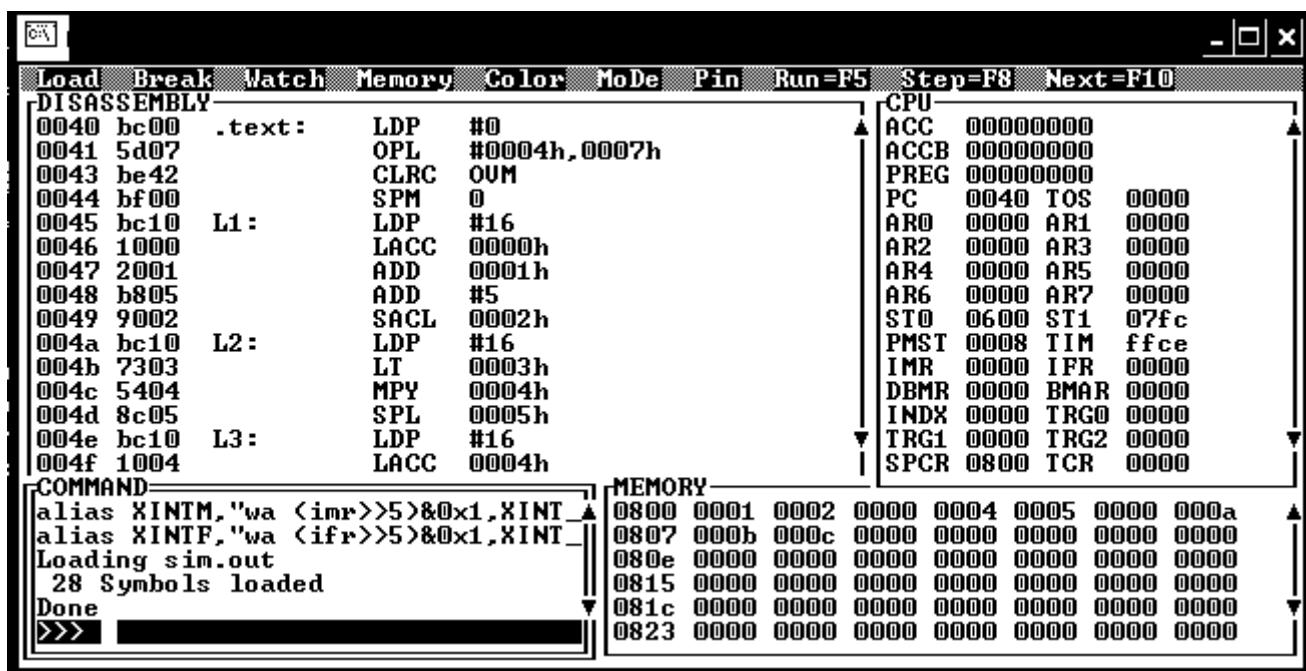 C:\
Load Break Watch Memory Color MoDe Pin Run=F5 Step=F8 Next=F10
DISASSEMBLY
0040 bc00 .text: LDP #0
0041 5d07 OPL #0004h,0007h
0043 be42 CLRC OVM
0044 bf00 SPM 0
0045 bc10 L1: LDP #16
0046 1000 LACC 0000h
0047 2001 ADD 0001h
0048 b805 ADD #5
0049 9002 SACL 0002h
004a bc10 L2: LDP #16
004b 7303 LT 0003h
004c 5404 MPY 0004h
004d 8c05 SPL 0005h
004e bc10 L3: LDP #16
004f 1004 LACC 0004h
CPU
ACC 00000000
ACCB 00000000
PREG 00000000
PC 0040 TOS 0000
AR0 0000 AR1 0000
AR2 0000 AR3 0000
AR4 0000 AR5 0000
AR6 0000 AR7 0000
ST0 0600 ST1 07fc
PMST 0008 TIM ffce
IMR 0000 IFR 0000
DBMR 0000 BMAR 0000
INDX 0000 TRG0 0000
TRG1 0000 TRG2 0000
SPCR 0800 TCR 0000
COMMAND
alias XINTM,"wa (imr>>5)&0x1,XINT_
alias XINTF,"wa (ifr>>5)&0x1,XINT_
Loading sim.out
28 Symbols loaded
Done
>>>
MEMORY
0800 0001 0002 0000 0004 0005 0000 000a
0807 000b 000c 0000 0000 0000 0000 0000
080e 0000 0000 0000 0000 0000 0000 0000
0815 0000 0000 0000 0000 0000 0000 0000
081c 0000 0000 0000 0000 0000 0000 0000
0823 0000 0000 0000 0000 0000 0000 0000